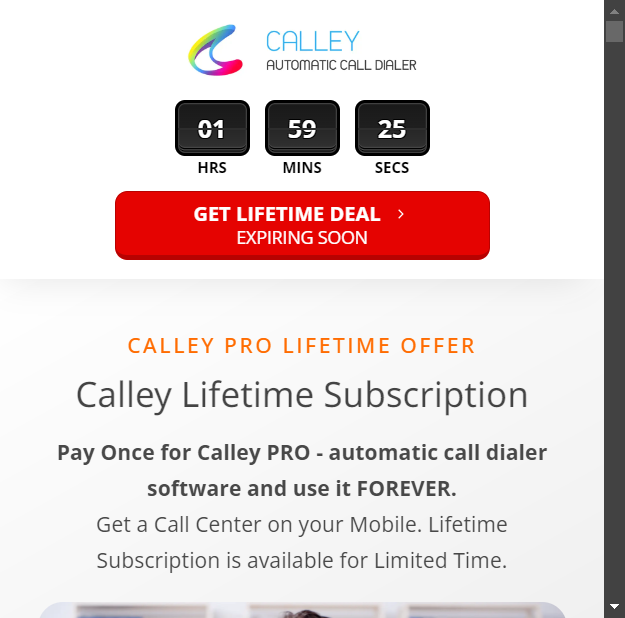 CALLEY
AUTOMATIC CALL DIALER
01 59 25
HRS MINS SECS
GET LIFETIME DEAL
EXPIRING SOON
CALLEY PRO LIFETIME OFFER
Calley Lifetime Subscription
Pay Once for Calley PRO - automatic call dialer
software and use it FOREVER.
Get a Call Center on your Mobile. Lifetime
Subscription is available for Limited Time.